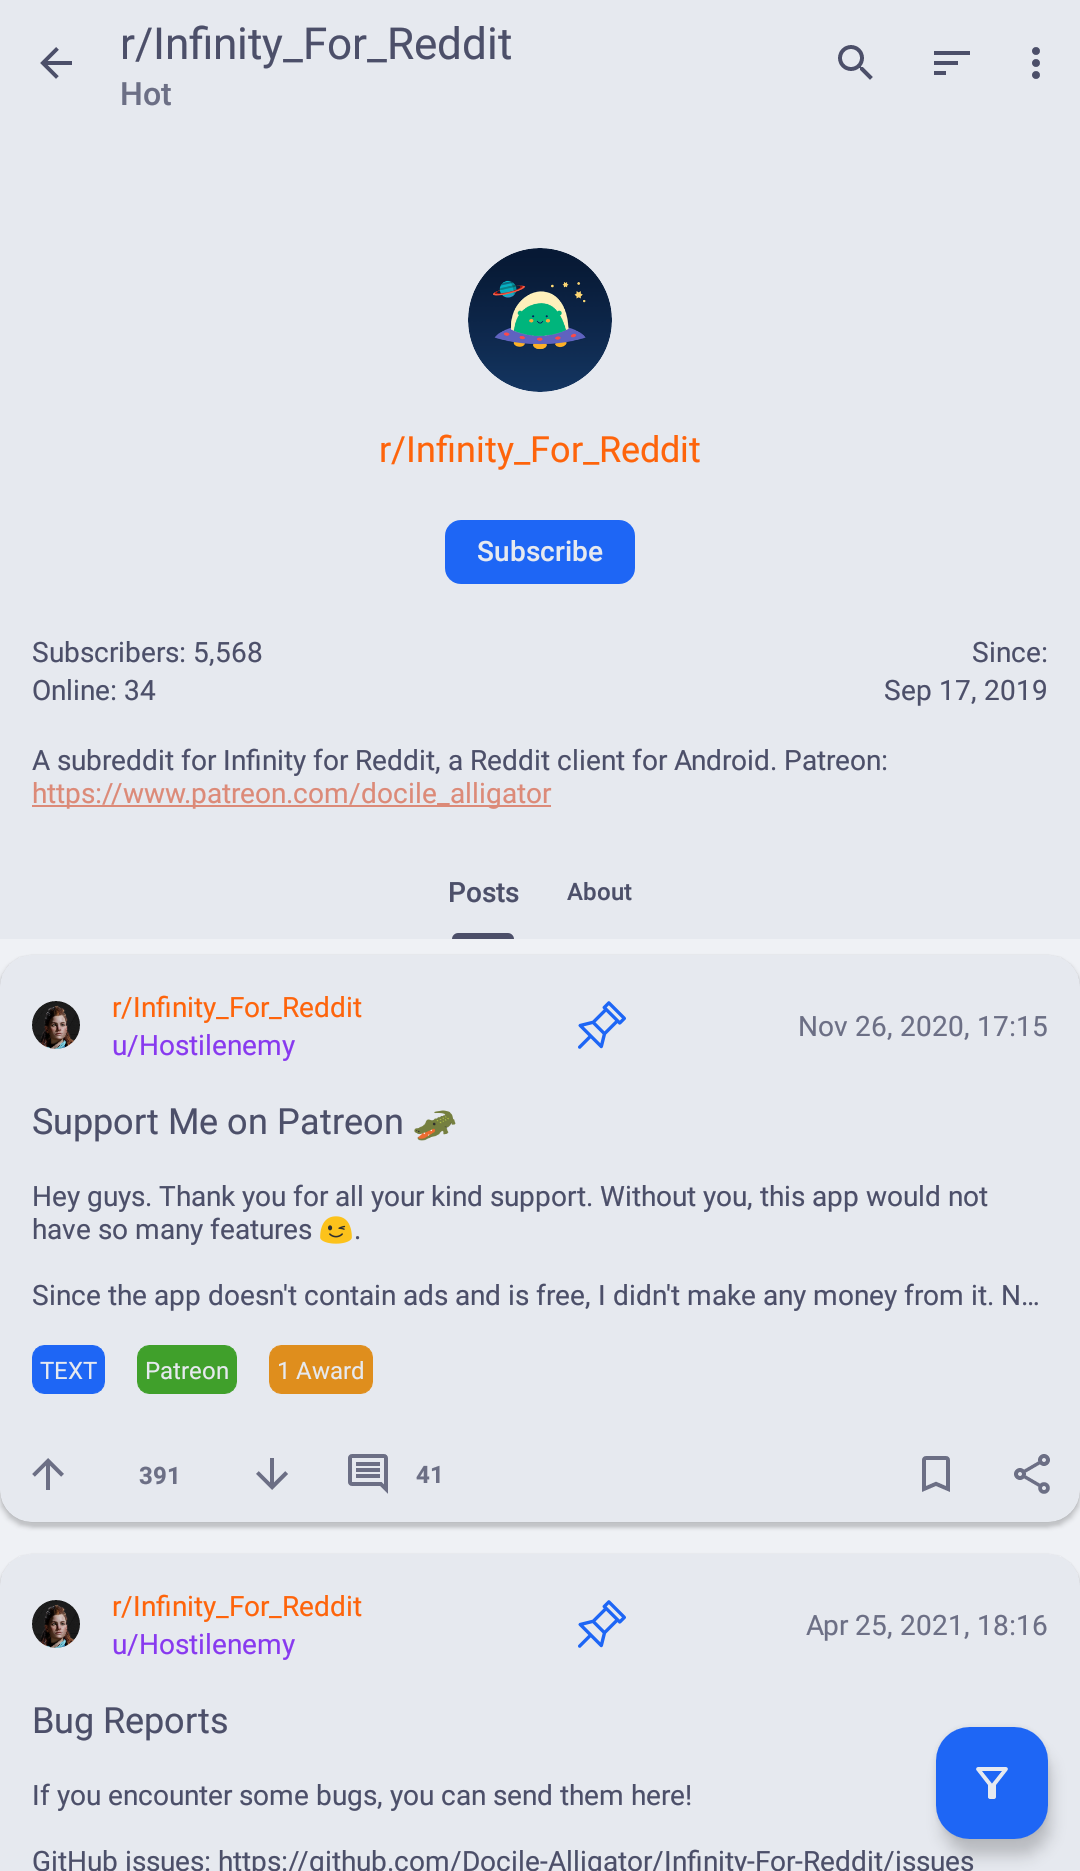 r/Infinity_For_Reddit
Hot
r/Infinity_For_Reddit
Subscribe
Subscribers: 5,568
Since:
Online: 34
Sep 17, 2019
A subreddit for Infinity for Reddit, a Reddit client for Android. Patreon:
https://www.patreon.com/docile_alligator
Posts
About
r/Infinity_For_Reddit
u/Hostilenemy
Nov 26, 2020, 17:15
Support Me on Patreon 🐊
Hey guys. Thank you for all your kind support. Without you, this app would not
have so many features 😉.
Since the app doesn't contain ads and is free, I didn't make any money from it. N...
TEXT
Patreon
1 Award
391
41
r/Infinity_For_Reddit
u/Hostilenemy
Apr 25, 2021, 18:16
Bug Reports
If you encounter some bugs, you can send them here!
GitHub issues: https://github.com/Docile-Alligator/Infinity-For-Reddit/issues